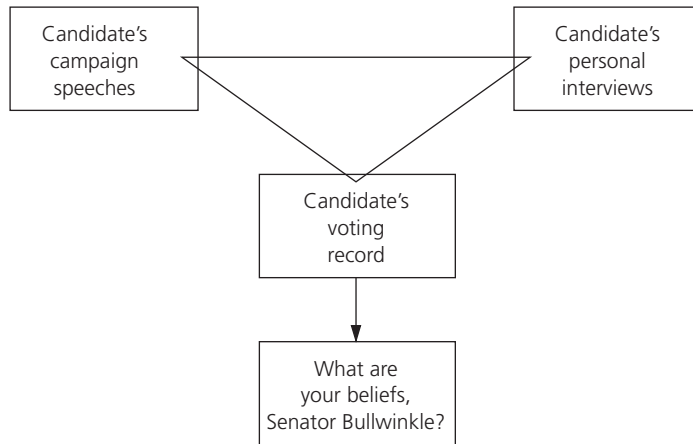 Candidate's
campaign
speeches
Candidate's
personal
interviews
Candidate's
voting
record
What are
your beliefs,
Senator Bullwinkle?